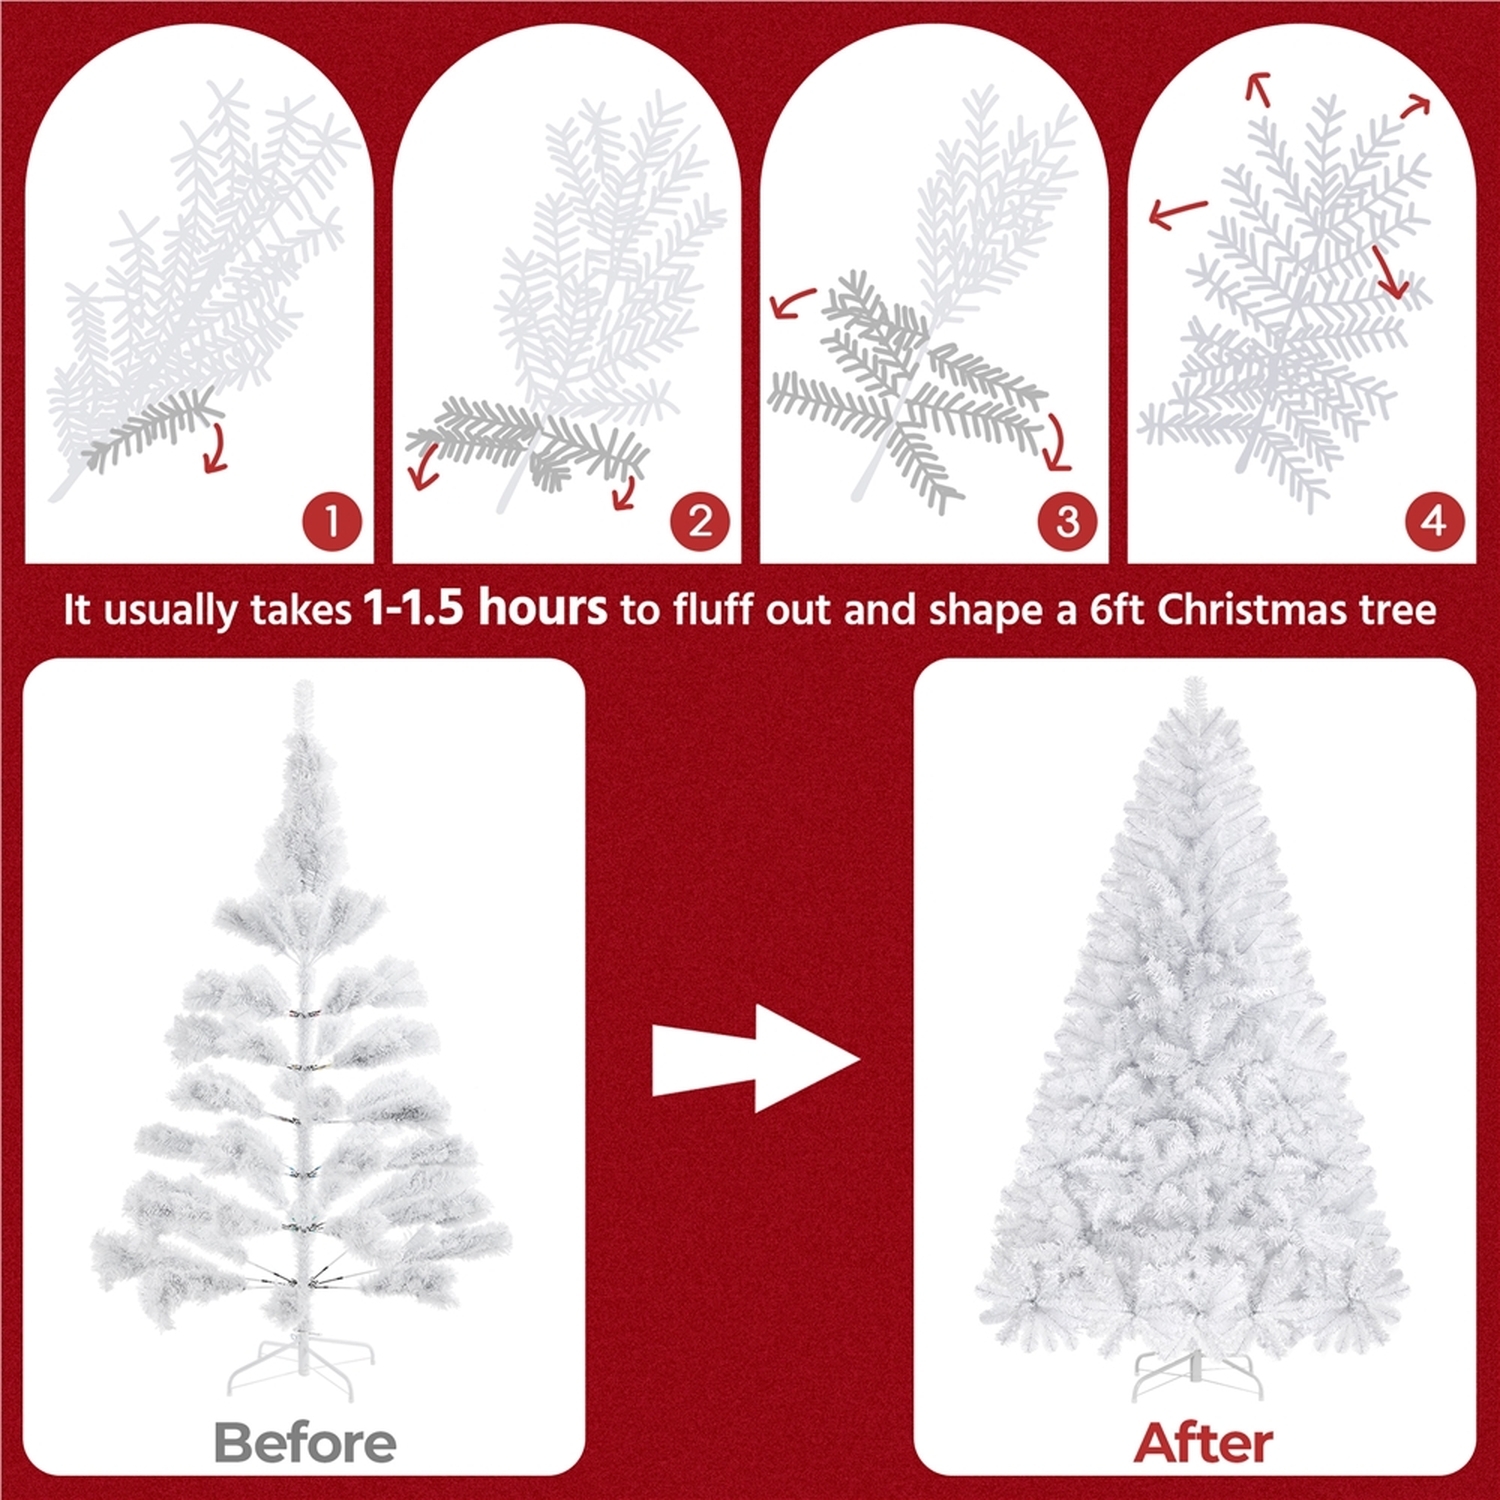 1
2
3
4
It usually takes 1-1.5 hours to fluff out and shape a 6ft Christmas tree
Before
After